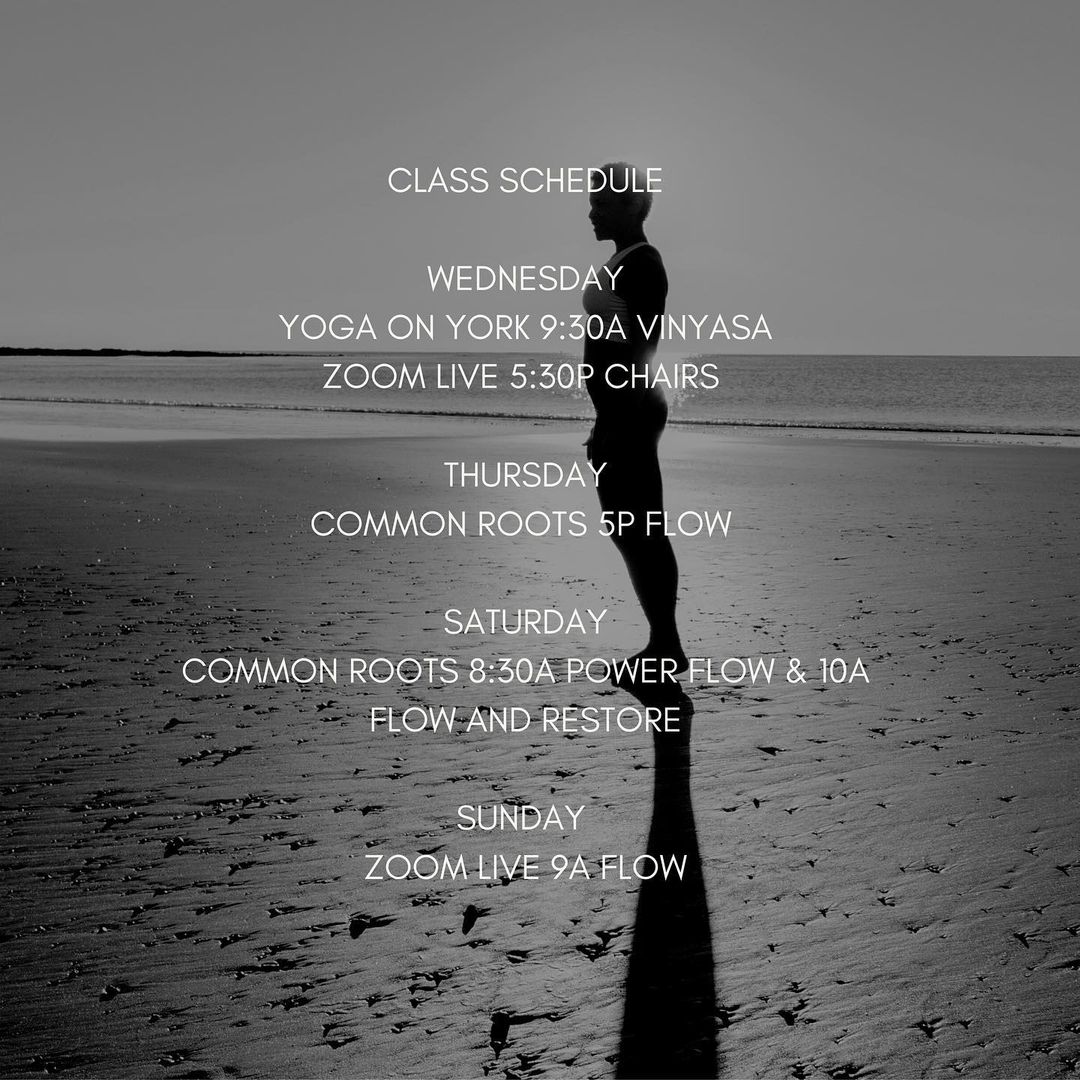 CLASS SCHEDULE
WEDNESDAY
YOGA ON YORK 9:30A VINYASA
ZOOM LIVE 5:30P CHAIRS
THURSDAY
COMMON ROOTS 5P FLOW
SATURDAY
COMMON ROOTS 8:30A POWER FLOW & 10A
FLOW AND RESTORE
SUNDAY
ZOOM LIVE 9A FLOW